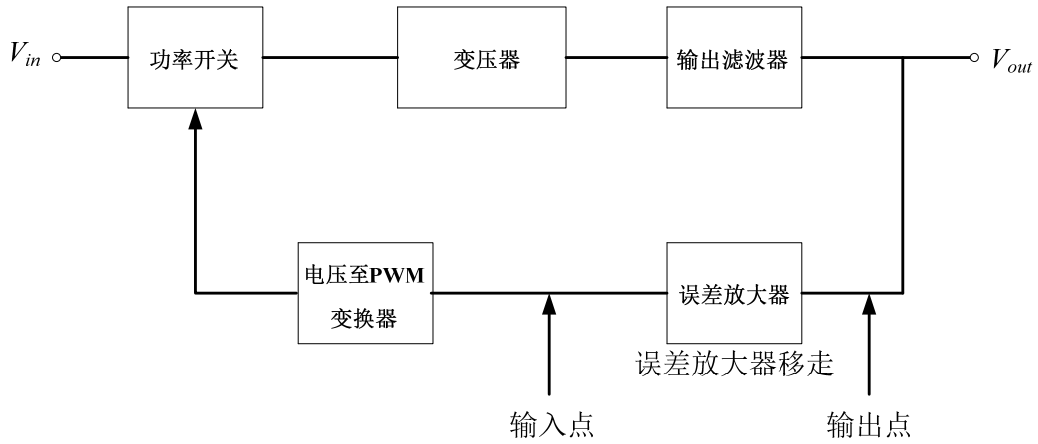 V_in
功率开关
变压器
输出滤波器
V_out
电压至PWM
变换器
误差放大器
误差放大器移走
输入点
输出点